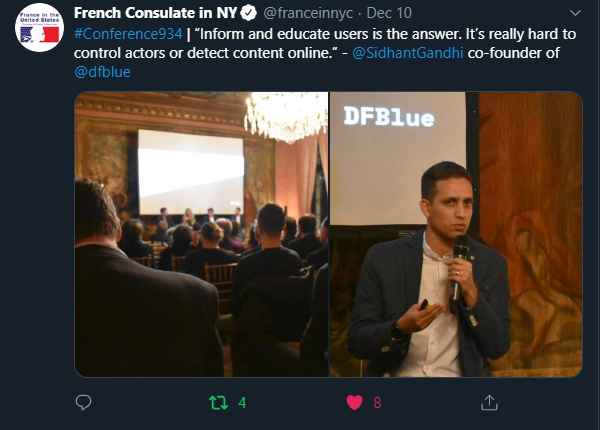 French Consulate in NY @franceinnyc · Dec 10
#Conference934 | “Inform and educate users is the answer. It’s really hard to
control actors or detect content online.” - @SidhantGandhi co-founder of
@dfblue
France in the
United States
DFBlue
4
8